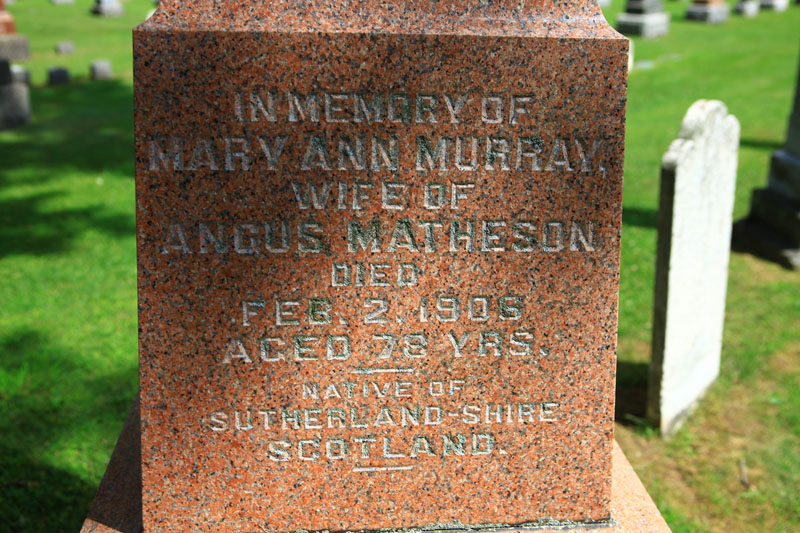 IN MEMORY OF
MARY ANN MURRAY,
WIFE OF
ANGUS MATHESON
DIED
FEB. 2. 1906
AGED 78 YRS.
NATIVE OF
SUTHERLAND-SHIRE
SCOTLAND.